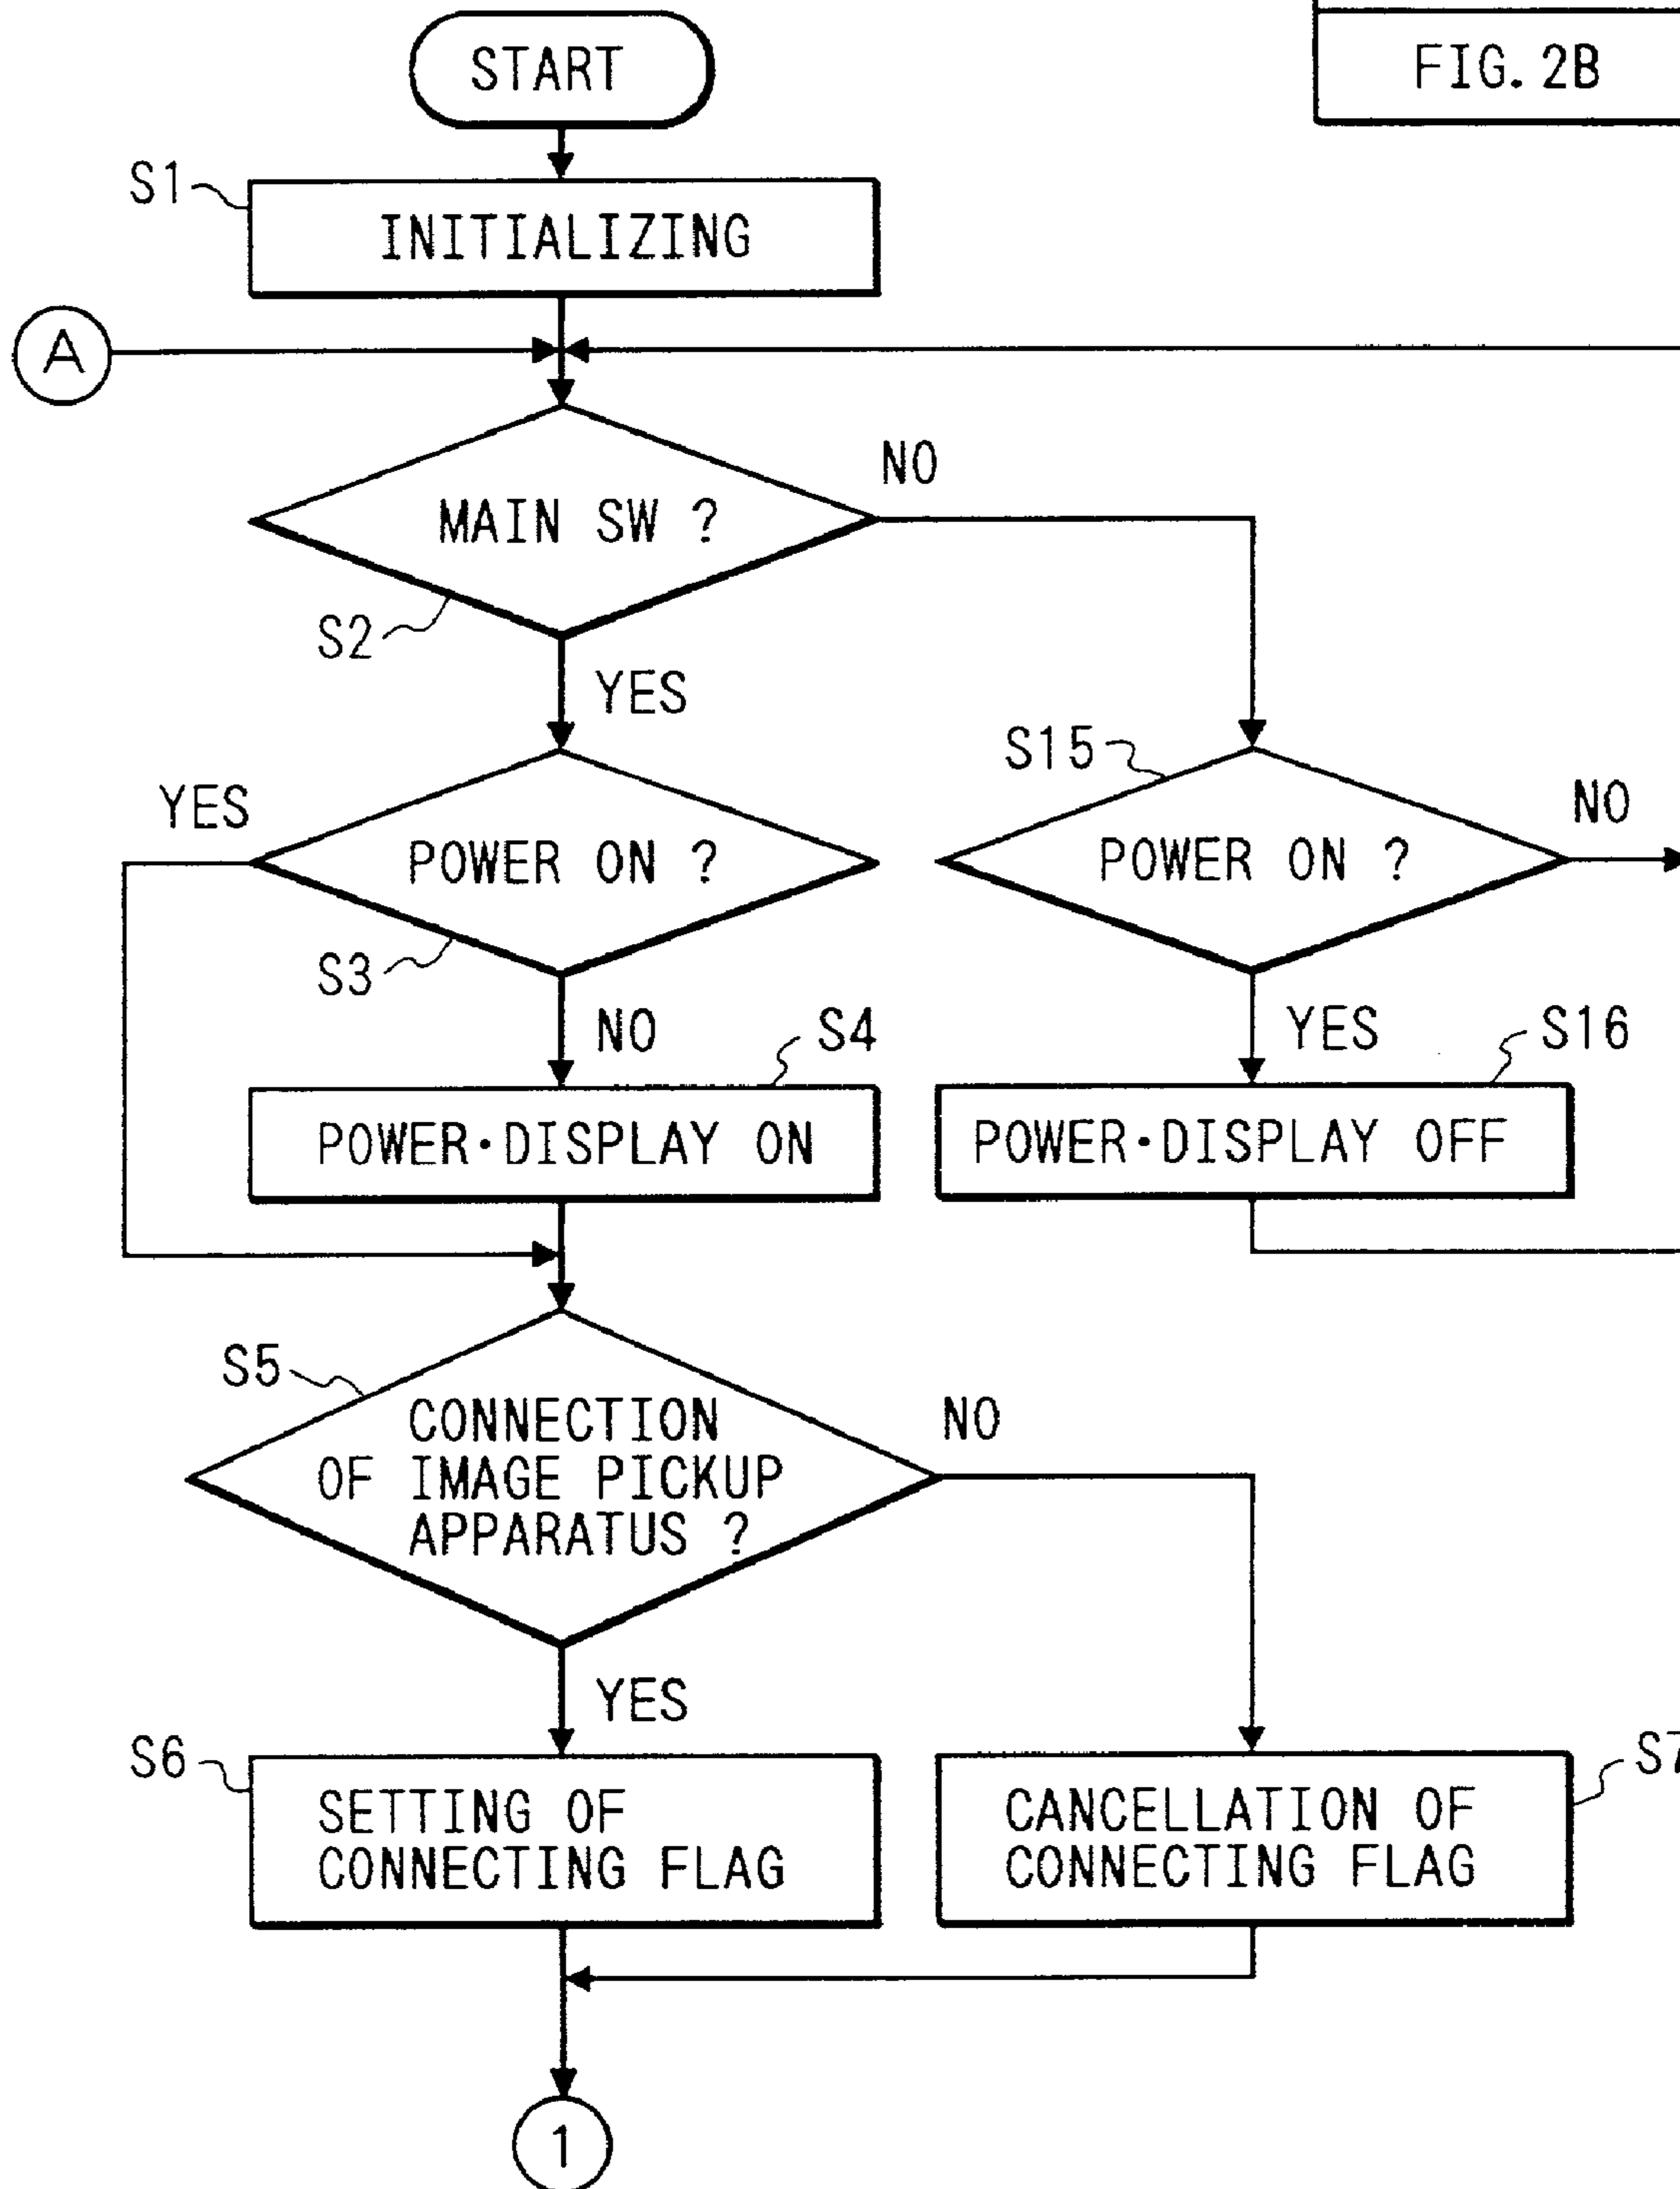 START
FIG. 2B
S1
INITIALIZING
A
MAIN SW ?
NO
S2
YES
S15
YES
POWER ON ?
POWER ON ?
NO
S3
NO
S4
YES
S16
POWER·DISPLAY ON
POWER·DISPLAY OFF
S5
CONNECTION
OF IMAGE PICKUP
APPARATUS ?
NO
YES
S6
SETTING OF
CONNECTING FLAG
CANCELLATION OF
CONNECTING FLAG
S7
1